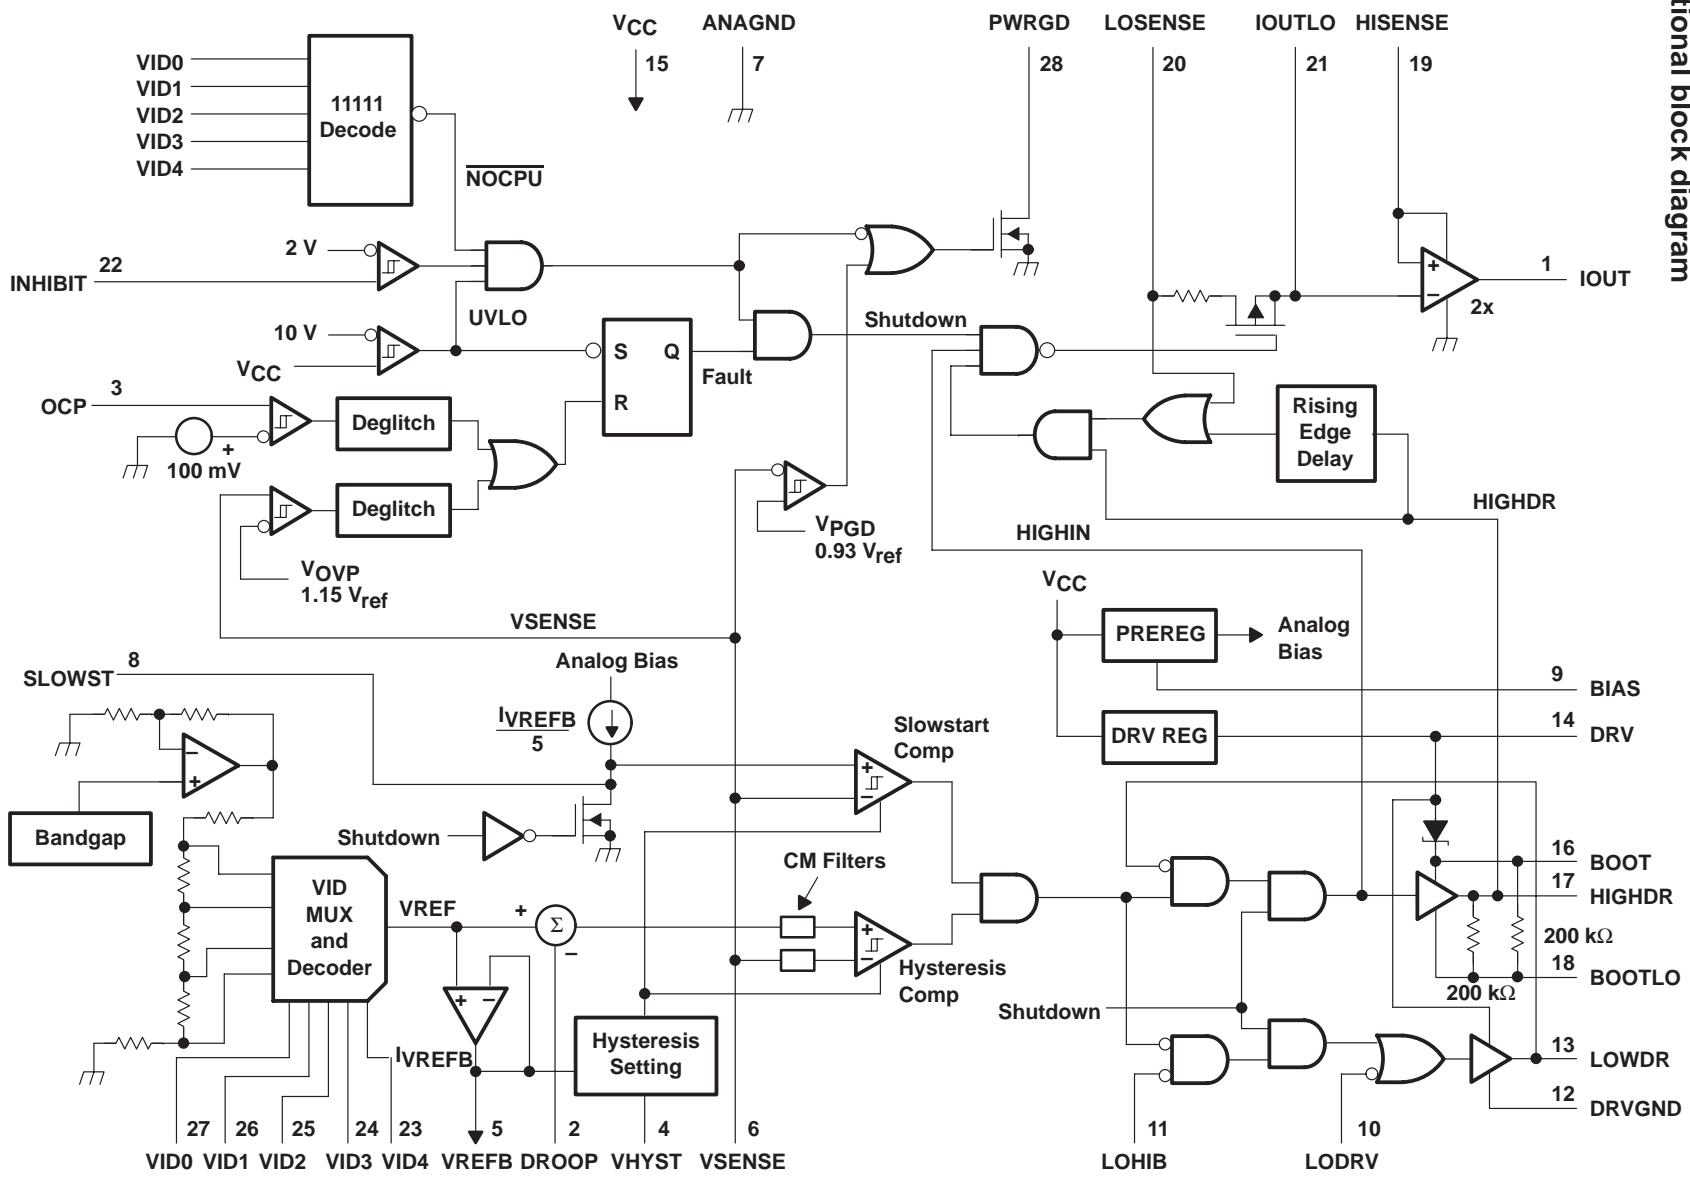 tional block diagram
VCC
ANAGND
PWRGD
LOSENSE
IOUTLO
HISENSE
15
7
28
20
21
19
VID0
VID1
VID2
VID3
VID4
11111
Decode
NOCPU
2 V
INHIBIT
22
10 V
UVLO
VCC
OCP
3
100 mV
+
Deglitch
Deglitch
VOVP
1.15 Vref
S
Q
R
Fault
Shutdown
VPGD
0.93 Vref
+
−
2x
1
IOUT
Rising
Edge
Delay
HIGHDR
HIGHIN
VSENSE
VCC
PREREG
Analog
Bias
9
BIAS
DRV REG
14
DRV
SLOWST
8
Analog Bias
IVREFB
5
−
+
Bandgap
Shutdown
Slowstart
Comp
+
−
CM Filters
VID
MUX
and
Decoder
VREF
+
Σ
−
+
−
Hysteresis
Comp
+
−
IVREFB
Hysteresis
Setting
Shutdown
16
BOOT
17
HIGHDR
200 kΩ
18
BOOTLO
200 kΩ
13
LOWDR
12
DRVGND
27
26
25
24
23
5
2
4
6
11
10
VID0
VID1
VID2
VID3
VID4
VREFB
DROOP
VHYST
VSENSE
LOHIB
LODRV